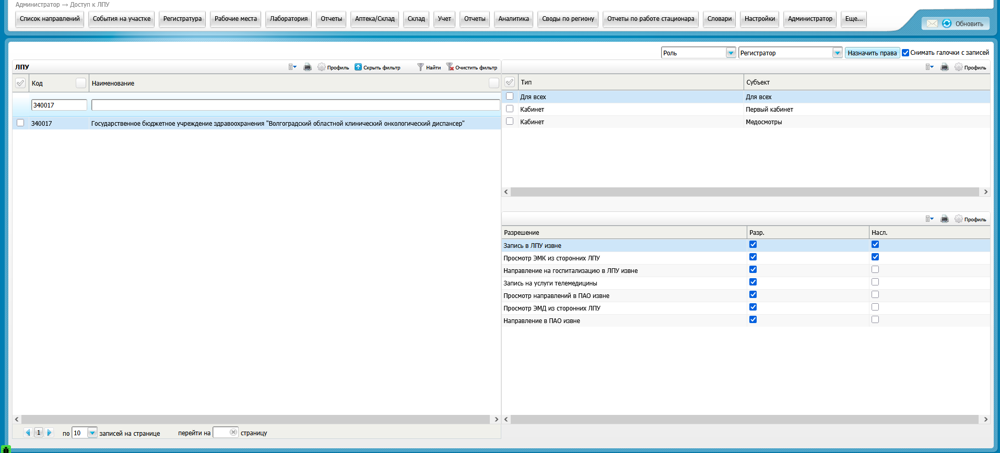 Администратор → Доступ к ЛПУ
Список направлений События на участке Регистратура Рабочие места Лаборатория Отчеты Аптека/Склад Склад Учет Отчеты Аналитика Своды по региону Отчеты по работе стационара Словари Настройки Администратор Еще... Обновить
Роль Регистратор Назначить права Снимать галочки с записей
ЛПУ Профиль Скрыть фильтр Найти Очистить фильтр
Код Наименование
340017
340017 Государственное бюджетное учреждение здравоохранения "Волгоградский областной клинический онкологический диспансер"
Профиль
Тип Субъект
Для всех Для всех
Кабинет Первый кабинет
Кабинет Медосмотры
Профиль
Разрешение Разр. Насл.
Запись в ЛПУ извне
Просмотр ЭМК из сторонних ЛПУ
Направление на госпитализацию в ЛПУ извне
Запись на услуги телемедицины
Просмотр направлений в ПАО извне
Просмотр ЭМД из сторонних ЛПУ
Направление в ПАО извне
1 по 10 записей на странице перейти на страницу